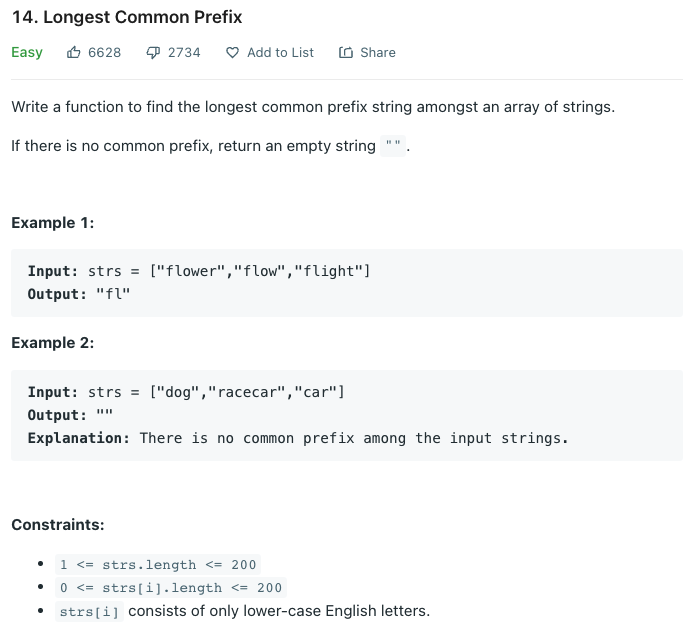 14. Longest Common Prefix
Easy 6628 2734 Add to List Share
Write a function to find the longest common prefix string amongst an array of strings.
If there is no common prefix, return an empty string "".
Example 1:
Input: strs = ["flower","flow","flight"]
Output: "fl"
Example 2:
Input: strs = ["dog","racecar","car"]
Output: ""
Explanation: There is no common prefix among the input strings.
Constraints:
• 1 <= strs.length <= 200
• 0 <= strs[i].length <= 200
• strs[i] consists of only lower-case English letters.